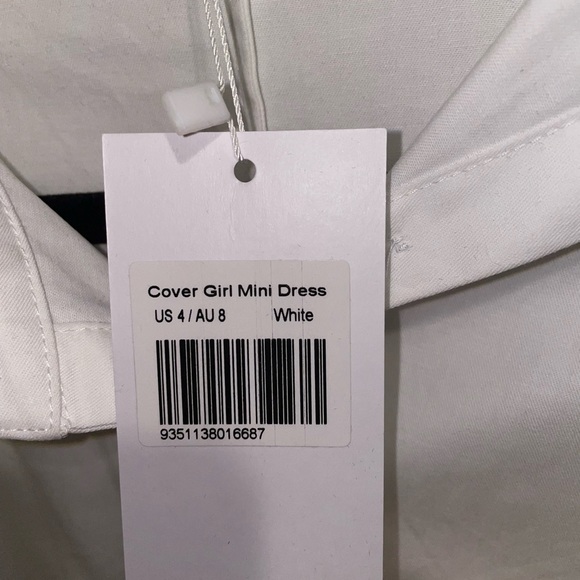 Cover Girl Mini Dress
US 4 / AU 8 White
9351138016687